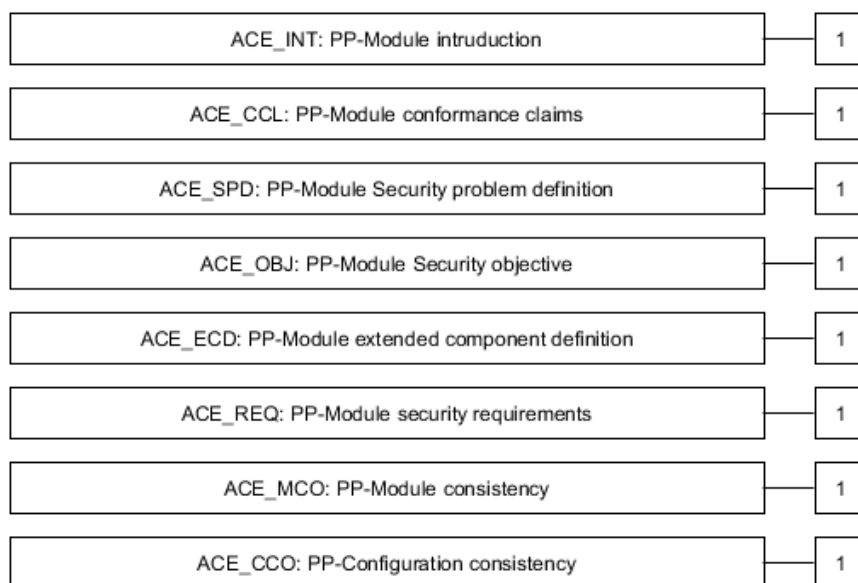 ACE_INT: PP-Module intruduction 1
ACE_CCL: PP-Module conformance claims 1
ACE_SPD: PP-Module Security problem definition 1
ACE_OBJ: PP-Module Security objective 1
ACE_ECD: PP-Module extended component definition 1
ACE_REQ: PP-Module security requirements 1
ACE_MCO: PP-Module consistency 1
ACE_CCO: PP-Configuration consistency 1